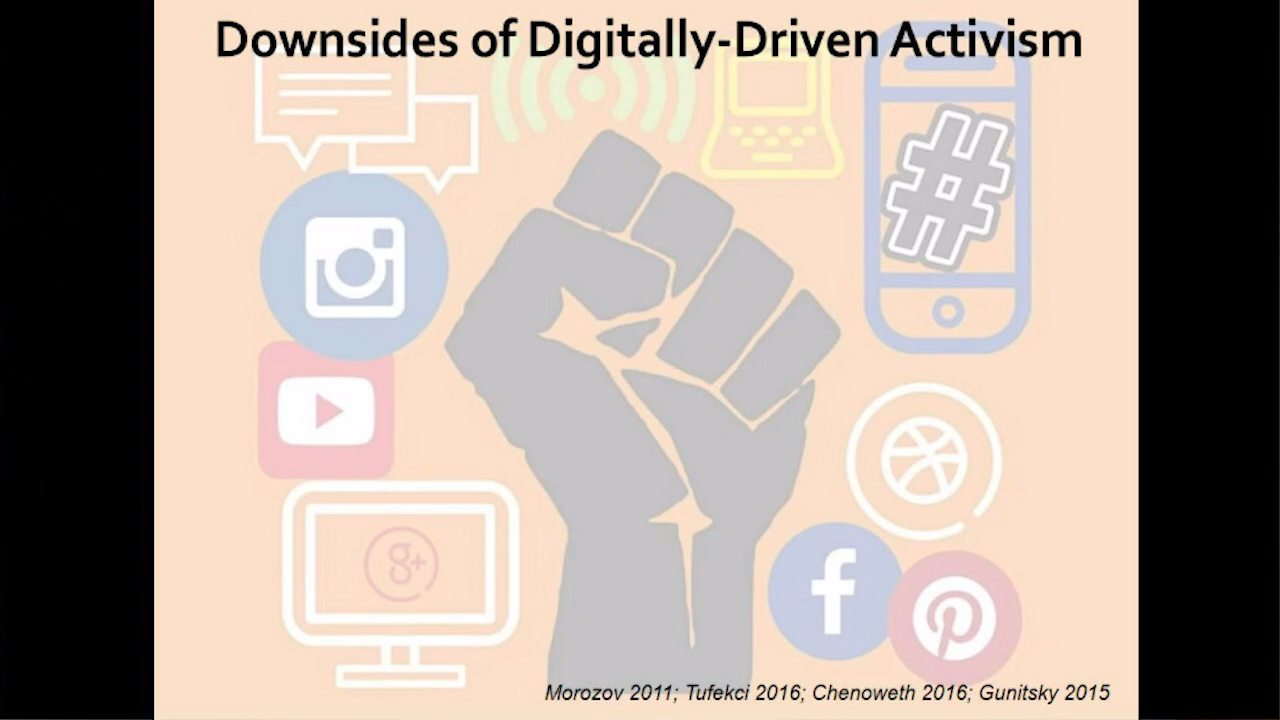 Downsides of Digitally-Driven Activism
#
g+
f
Morozov 2011; Tufekci 2016; Chenoweth 2016; Gunitsky 2015